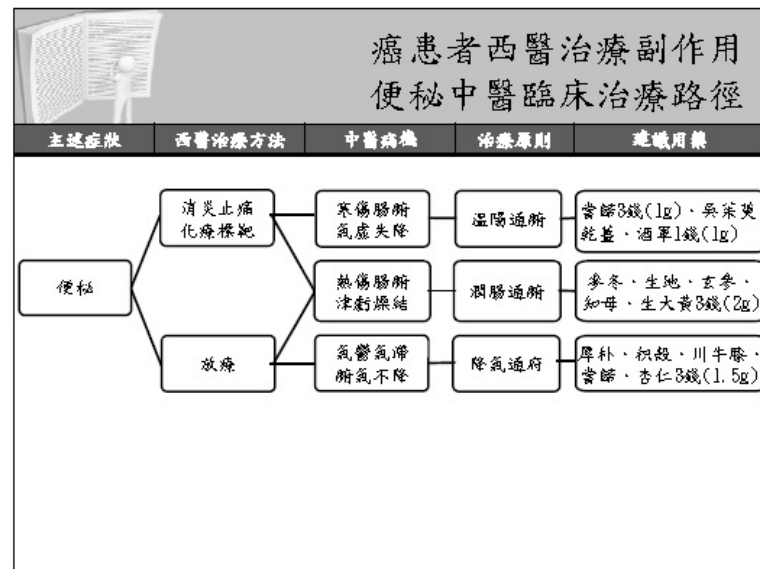 癌患者西醫治療副作用
便秘中醫臨床治療路徑
主述症狀
西醫治療方法
中醫病機
治療原則
建議用藥
便秘
消炎止痛
化療標靶
放療
寒傷腸腑
氣虛失降
熱傷腸腑
津虧燥結
氣鬱氣滯
腑氣不降
溫陽通腑
潤腸通腑
降氣通府
當歸3錢(1g)、吳茱萸
乾薑、酒軍1錢(1g)
麥冬、生地、玄參、
知母、生大黃3錢(2g)
厚朴、枳殼、川牛膝、
當歸、杏仁3錢(1.5g)